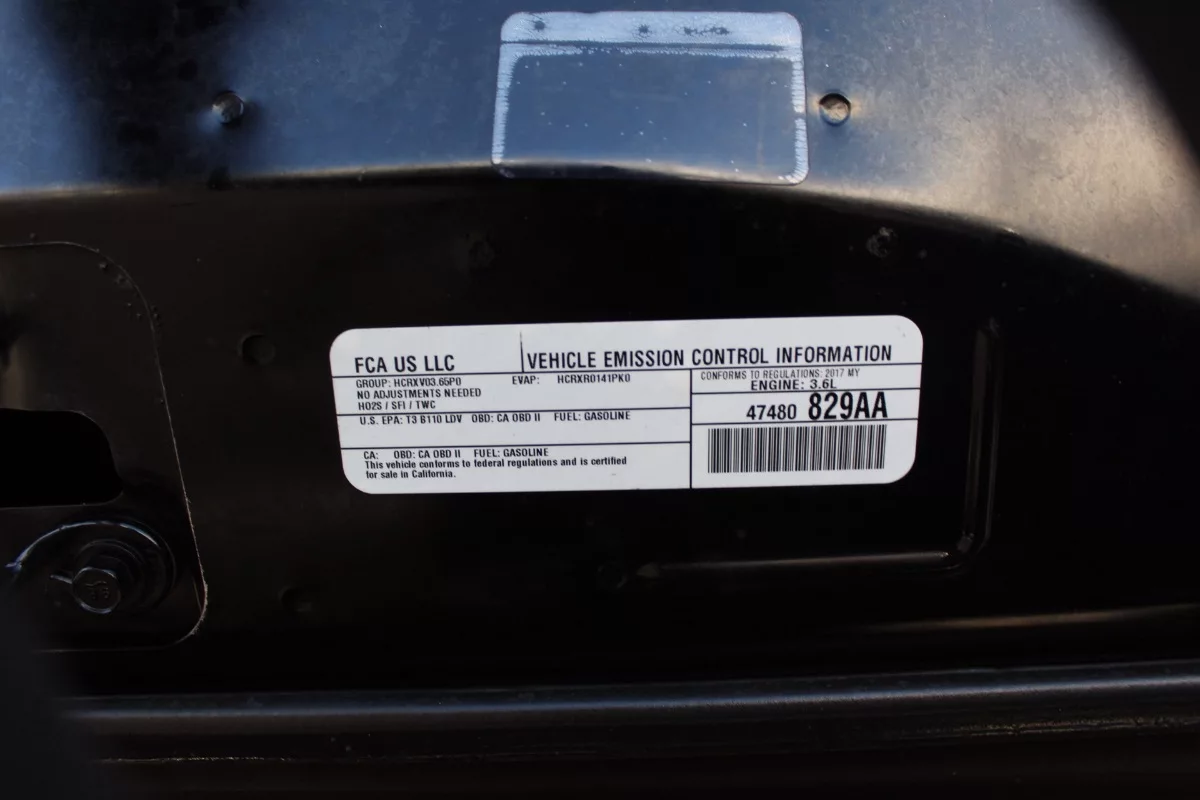 FCA US LLC
VEHICLE EMISSION CONTROL INFORMATION
GROUP: HCRXV03.65P0 EVAP: HCRXR0141PK0
NO ADJUSTMENTS NEEDED
HO2S / SFI / TWC
CONFORMS TO REGULATIONS: 2017 MY
ENGINE: 3.6L
U.S. EPA: T3 B110 LDV OBD: CA OBD II FUEL: GASOLINE
47480 829AA
CA: OBD: CA OBD II FUEL: GASOLINE
This vehicle conforms to federal regulations and is certified
for sale in California.